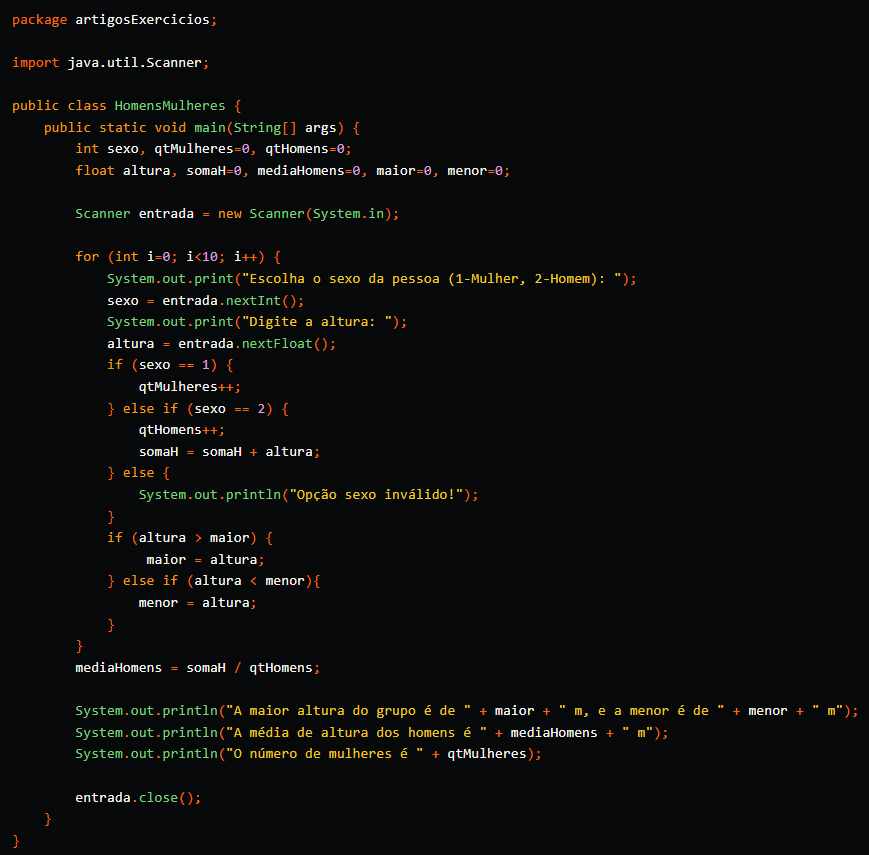 package artigosExercicios;
import java.util.Scanner;
public class HomensMulheres {
public static void main(String[] args) {
int sexo, qtMulheres=0, qtHomens=0;
float altura, somaH=0, mediaHomens=0, maior=0, menor=0;
Scanner entrada = new Scanner(System.in);
for (int i=0; i<10; i++) {
System.out.print("Escolha o sexo da pessoa (1-Mulher, 2-Homem): ");
sexo = entrada.nextInt();
System.out.print("Digite a altura: ");
altura = entrada.nextFloat();
if (sexo == 1) {
qtMulheres++;
} else if (sexo == 2) {
qtHomens++;
somaH = somaH + altura;
} else {
System.out.println("Opção sexo inválido!");
}
if (altura > maior) {
maior = altura;
} else if (altura < menor){
menor = altura;
}
}
mediaHomens = somaH / qtHomens;
System.out.println("A maior altura do grupo é de " + maior + " m, e a menor é de " + menor + " m");
System.out.println("A média de altura dos homens é " + mediaHomens + " m");
System.out.println("O número de mulheres é " + qtMulheres);
entrada.close();
}
}